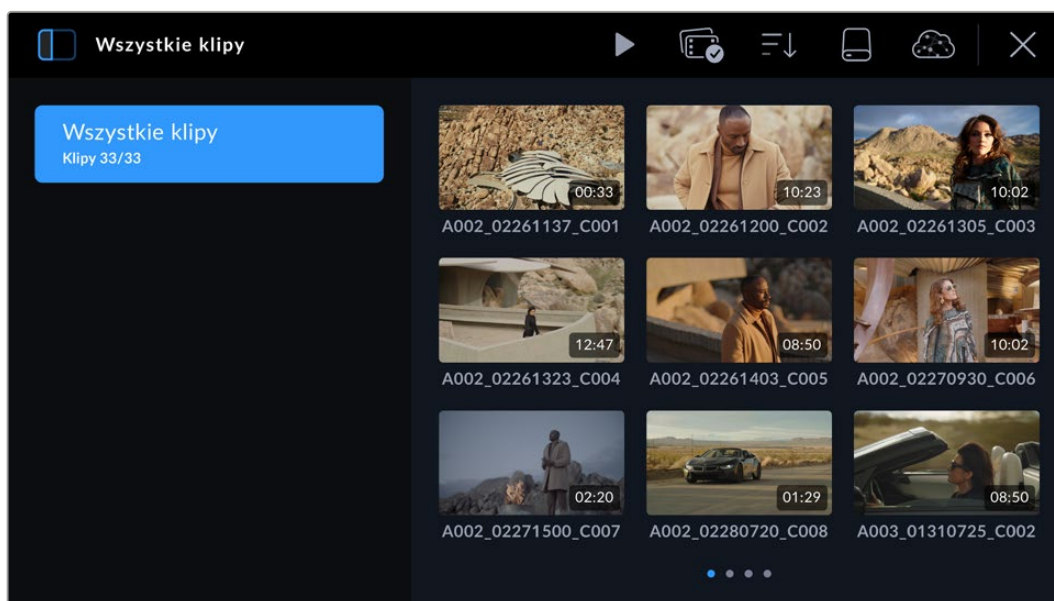 Wszystkie klipy
Wszystkie klipy
Klipy 33/33
00:33 10:23 10:02
A002_02261137_C001 A002_02261200_C002 A002_02261305_C003
12:47 08:50 10:02
A002_02261323_C004 A002_02261403_C005 A002_02270930_C006
02:20 01:29 08:50
A002_02271500_C007 A002_02280720_C008 A003_01310725_C002